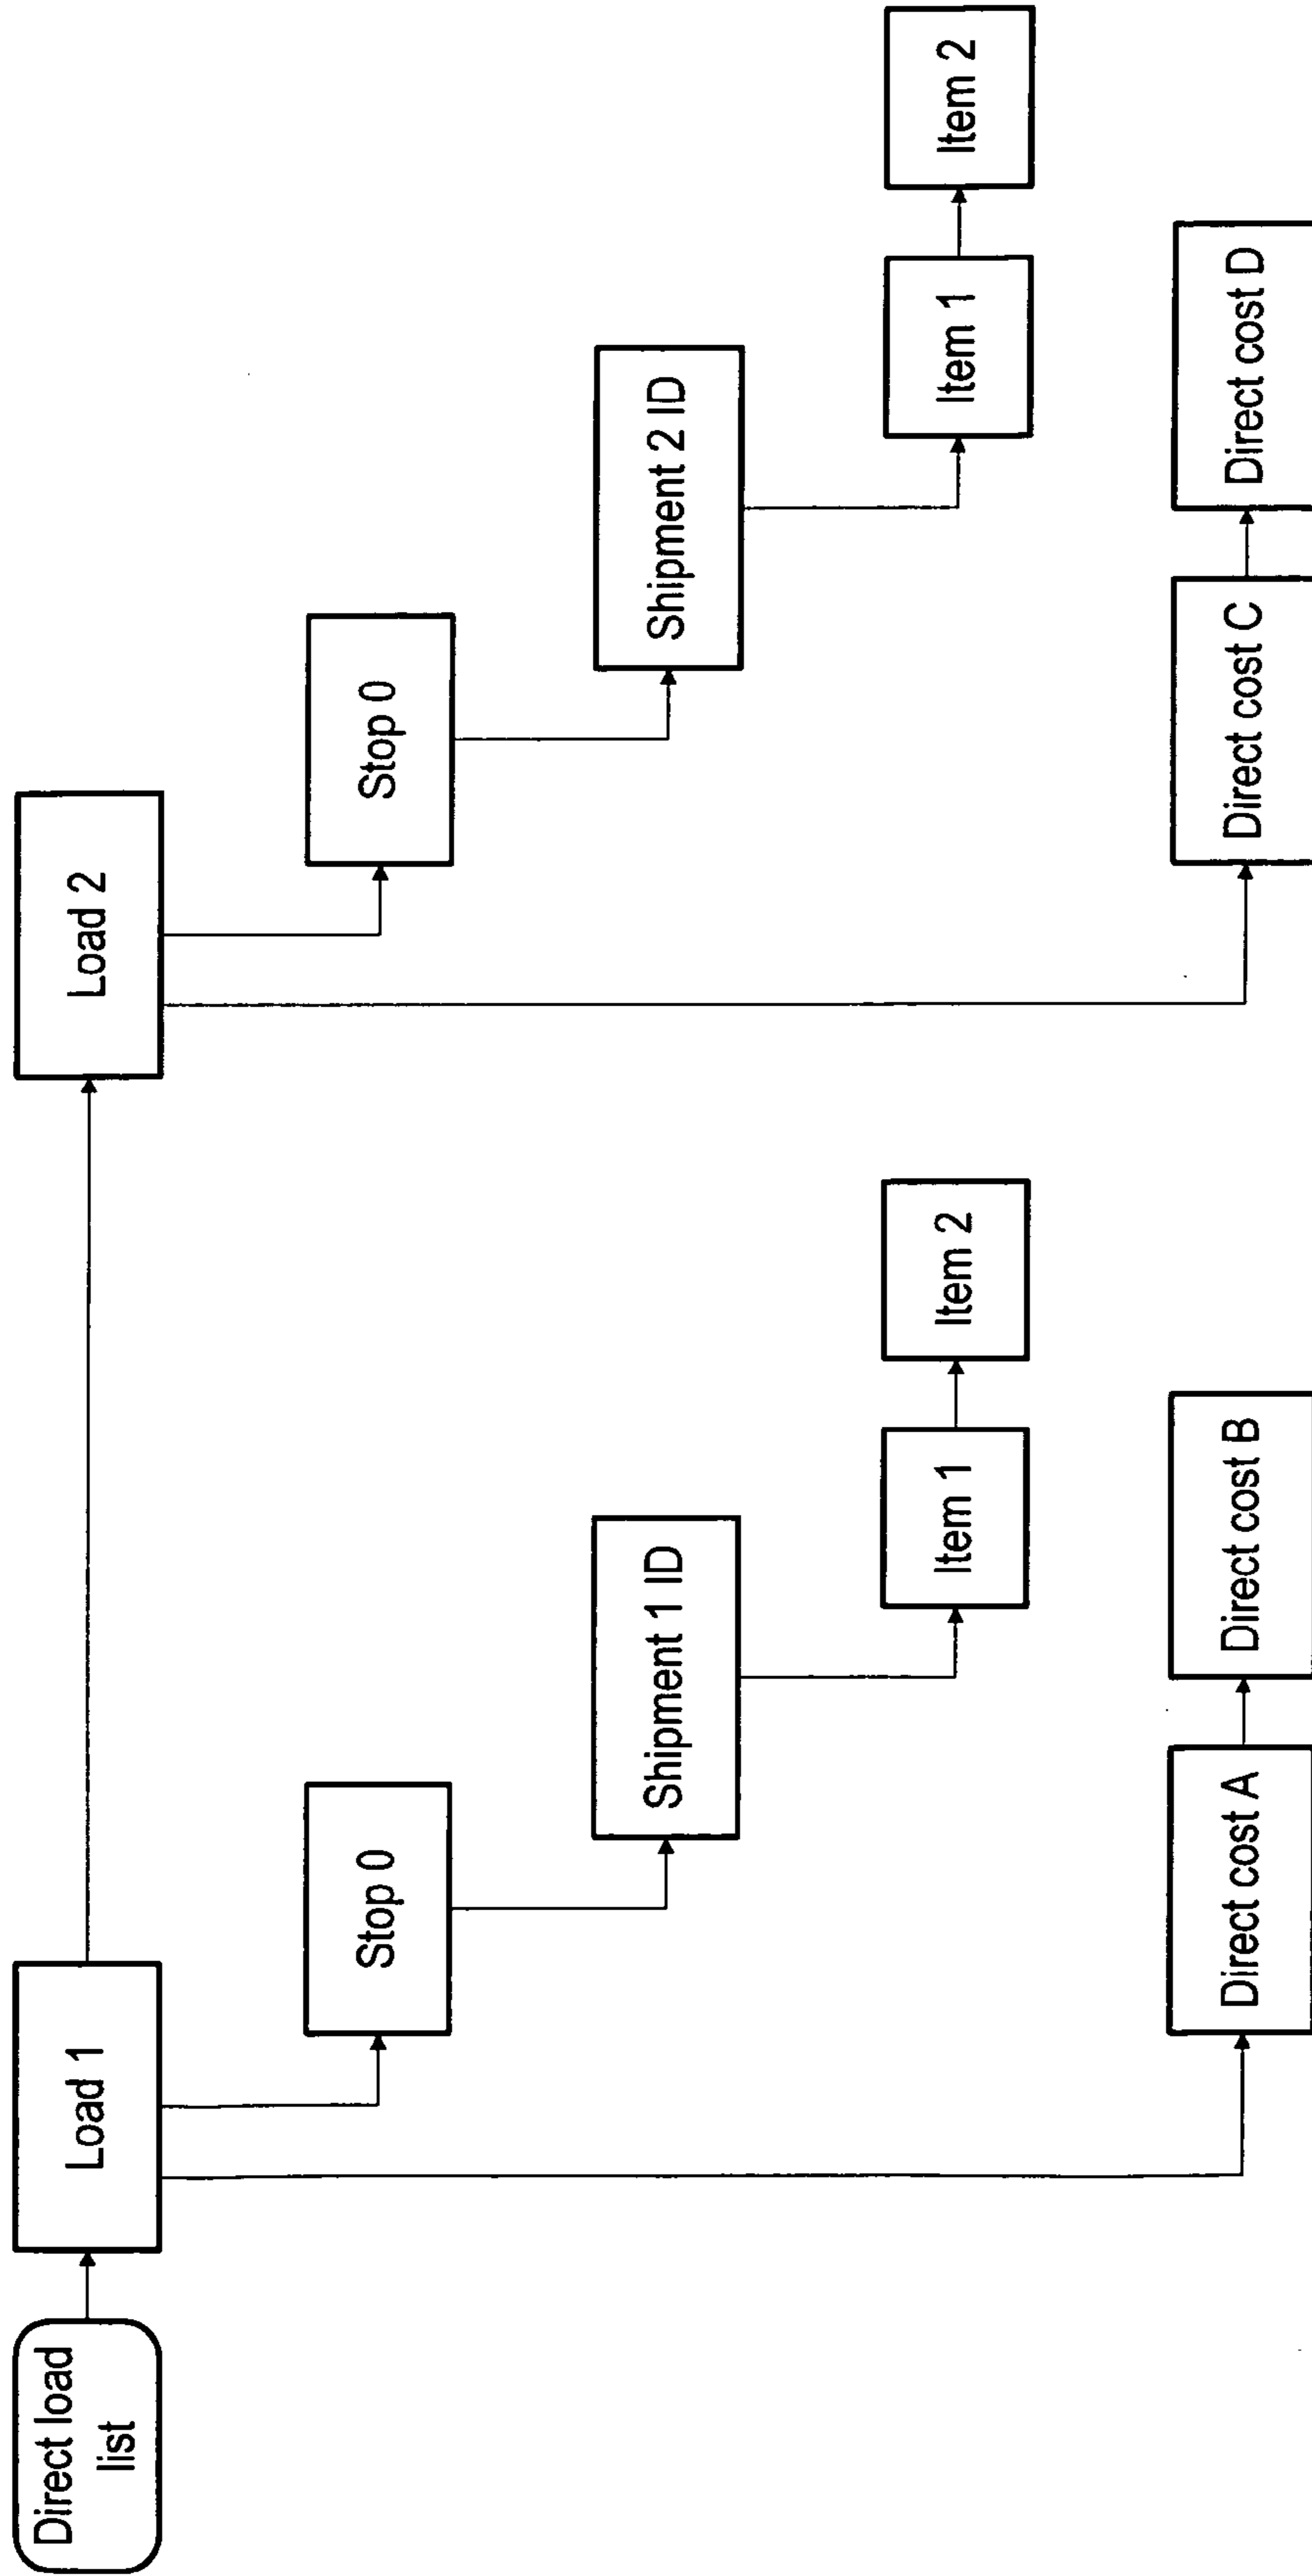 Direct load
list
Load 1
Load 2
Stop 0
Stop 0
Shipment 1 ID
Shipment 2 ID
Item 1
Item 2
Item 1
Item 2
Direct cost A
Direct cost B
Direct cost C
Direct cost D